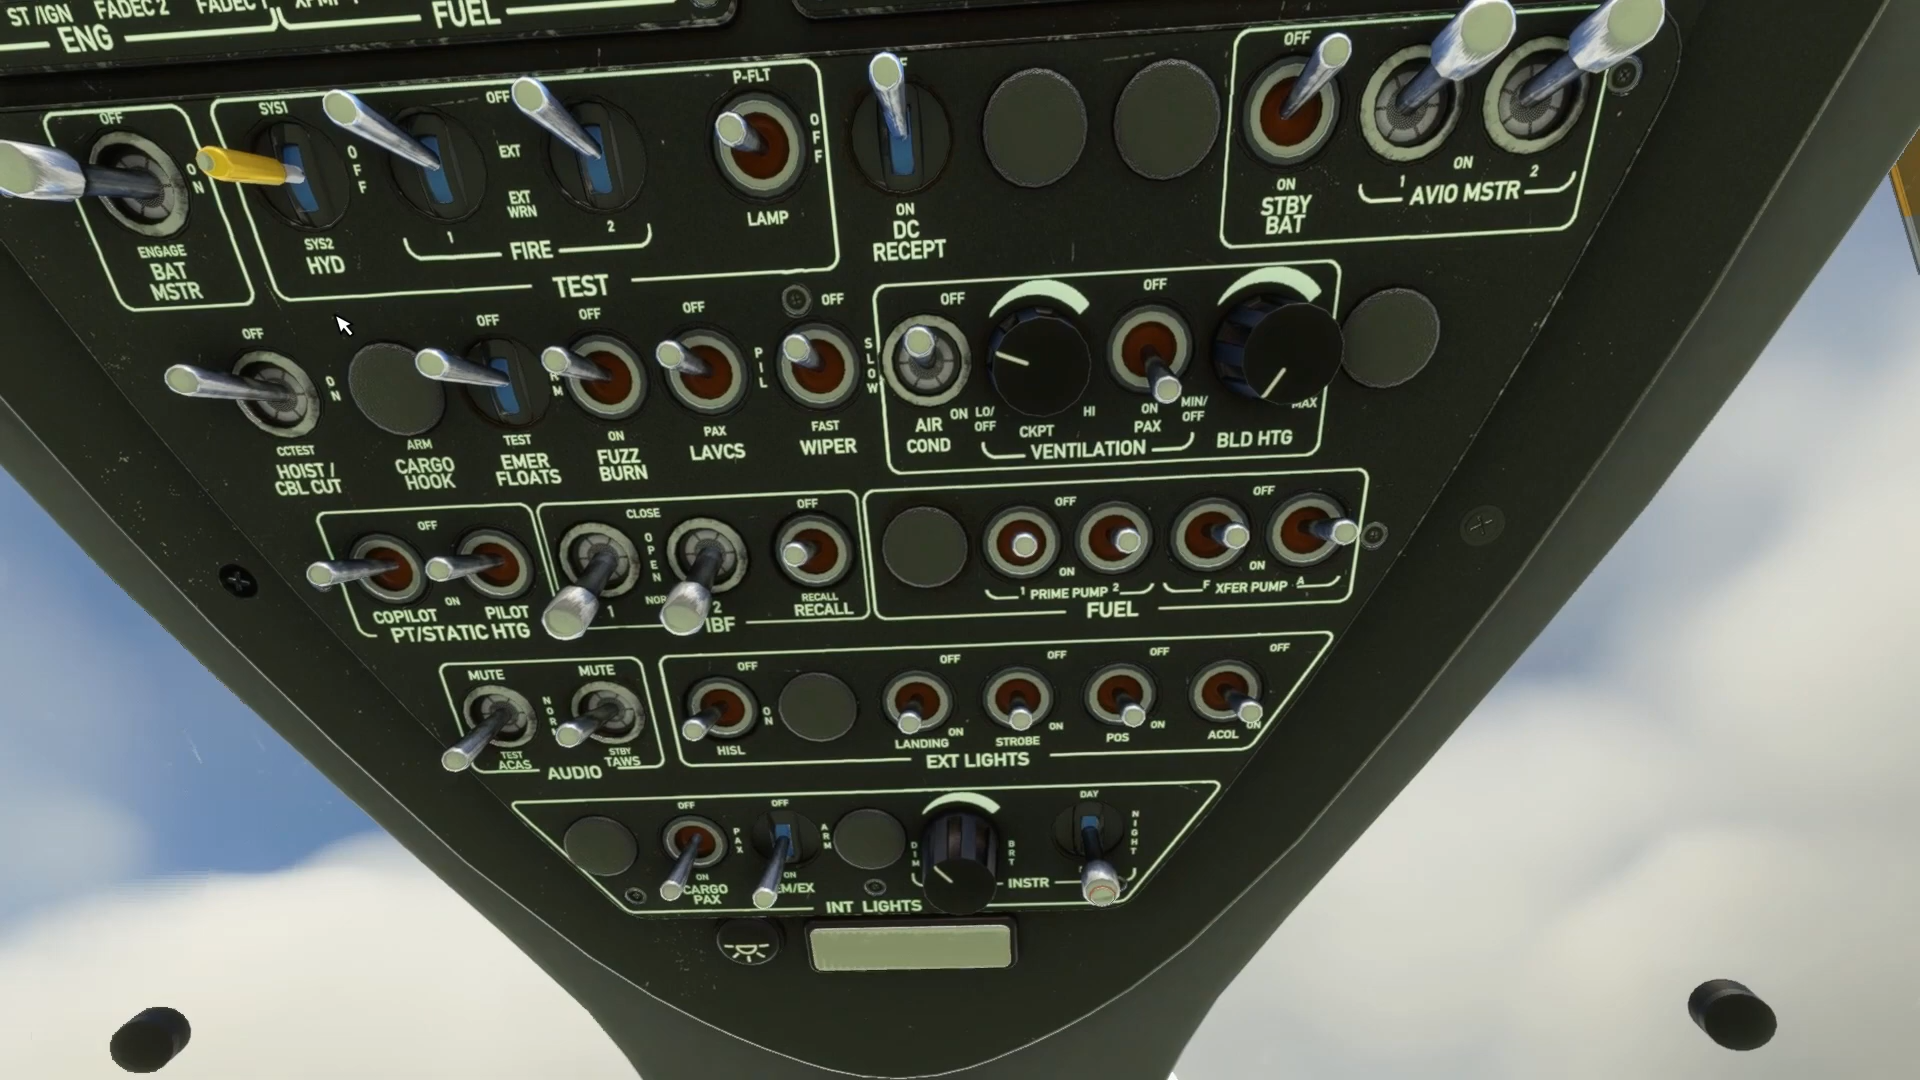 ST /IGN FADEC 2 FADEC 1
ENG
FUEL
OFF
ON
ENGAGE
BAT
MSTR
SYS1
OFF
SYS2
HYD
OFF
EXT
EXT
WRN
1 FIRE 2
P-FLT
OFF
LAMP
TEST
ON
DC
RECEPT
OFF
ON
STBY
BAT
ON
1 AVIO MSTR 2
OFF
ON
CCTEST
HOIST /
CBL CUT
ARM
CARGO
HOOK
OFF
TEST
EMER
FLOATS
OFF
ON
FUZZ
BURN
OFF
PIL
PAX
LAVCS
OFF
SLOW
FAST
WIPER
OFF
ON
AIR
COND
LO/
OFF
HI
CKPT
OFF
ON
PAX
VENTILATION
MIN/
OFF
MAX
BLD HTG
OFF
COPILOT ON PILOT
PT/STATIC HTG
CLOSE
OPEN
1 2
IBF
OFF
RECALL
RECALL
OFF
ON
1 PRIME PUMP 2
OFF
ON
F XFER PUMP A
FUEL
MUTE
NORM
TEST
ACAS
MUTE
STBY
TAWS
AUDIO
OFF
ON
HISL
OFF
ON
LANDING
OFF
ON
STROBE
OFF
ON
POS
OFF
ON
ACOL
EXT LIGHTS
OFF
PAX
ON
CARGO
PAX
OFF
ARM
ON
EM/EX
DIM
BRT
INSTR
DAY
NIGHT
INT LIGHTS